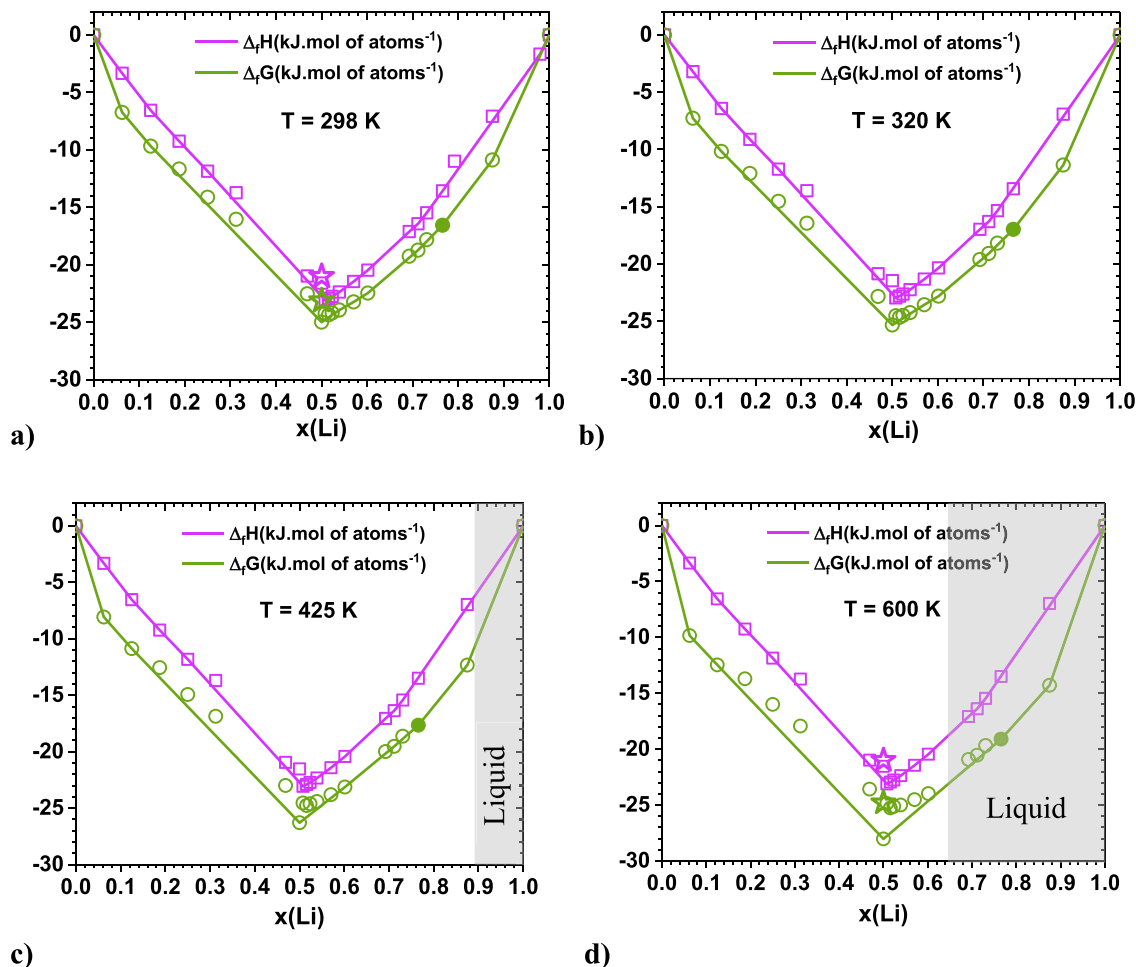 0
-5
-10
-15
-20
-25
-30
Δ_fH(kJ.mol of atoms⁻¹)
Δ_fG(kJ.mol of atoms⁻¹)
T = 298 K
0.0 0.1 0.2 0.3 0.4 0.5 0.6 0.7 0.8 0.9 1.0
x(Li)
a)
0
-5
-10
-15
-20
-25
-30
Δ_fH(kJ.mol of atoms⁻¹)
Δ_fG(kJ.mol of atoms⁻¹)
T = 320 K
0.0 0.1 0.2 0.3 0.4 0.5 0.6 0.7 0.8 0.9 1.0
x(Li)
b)
0
-5
-10
-15
-20
-25
-30
Δ_fH(kJ.mol of atoms⁻¹)
Δ_fG(kJ.mol of atoms⁻¹)
T = 425 K
Liquid
0.0 0.1 0.2 0.3 0.4 0.5 0.6 0.7 0.8 0.9 1.0
x(Li)
c)
0
-5
-10
-15
-20
-25
-30
Δ_fH(kJ.mol of atoms⁻¹)
Δ_fG(kJ.mol of atoms⁻¹)
T = 600 K
Liquid
0.0 0.1 0.2 0.3 0.4 0.5 0.6 0.7 0.8 0.9 1.0
x(Li)
d)